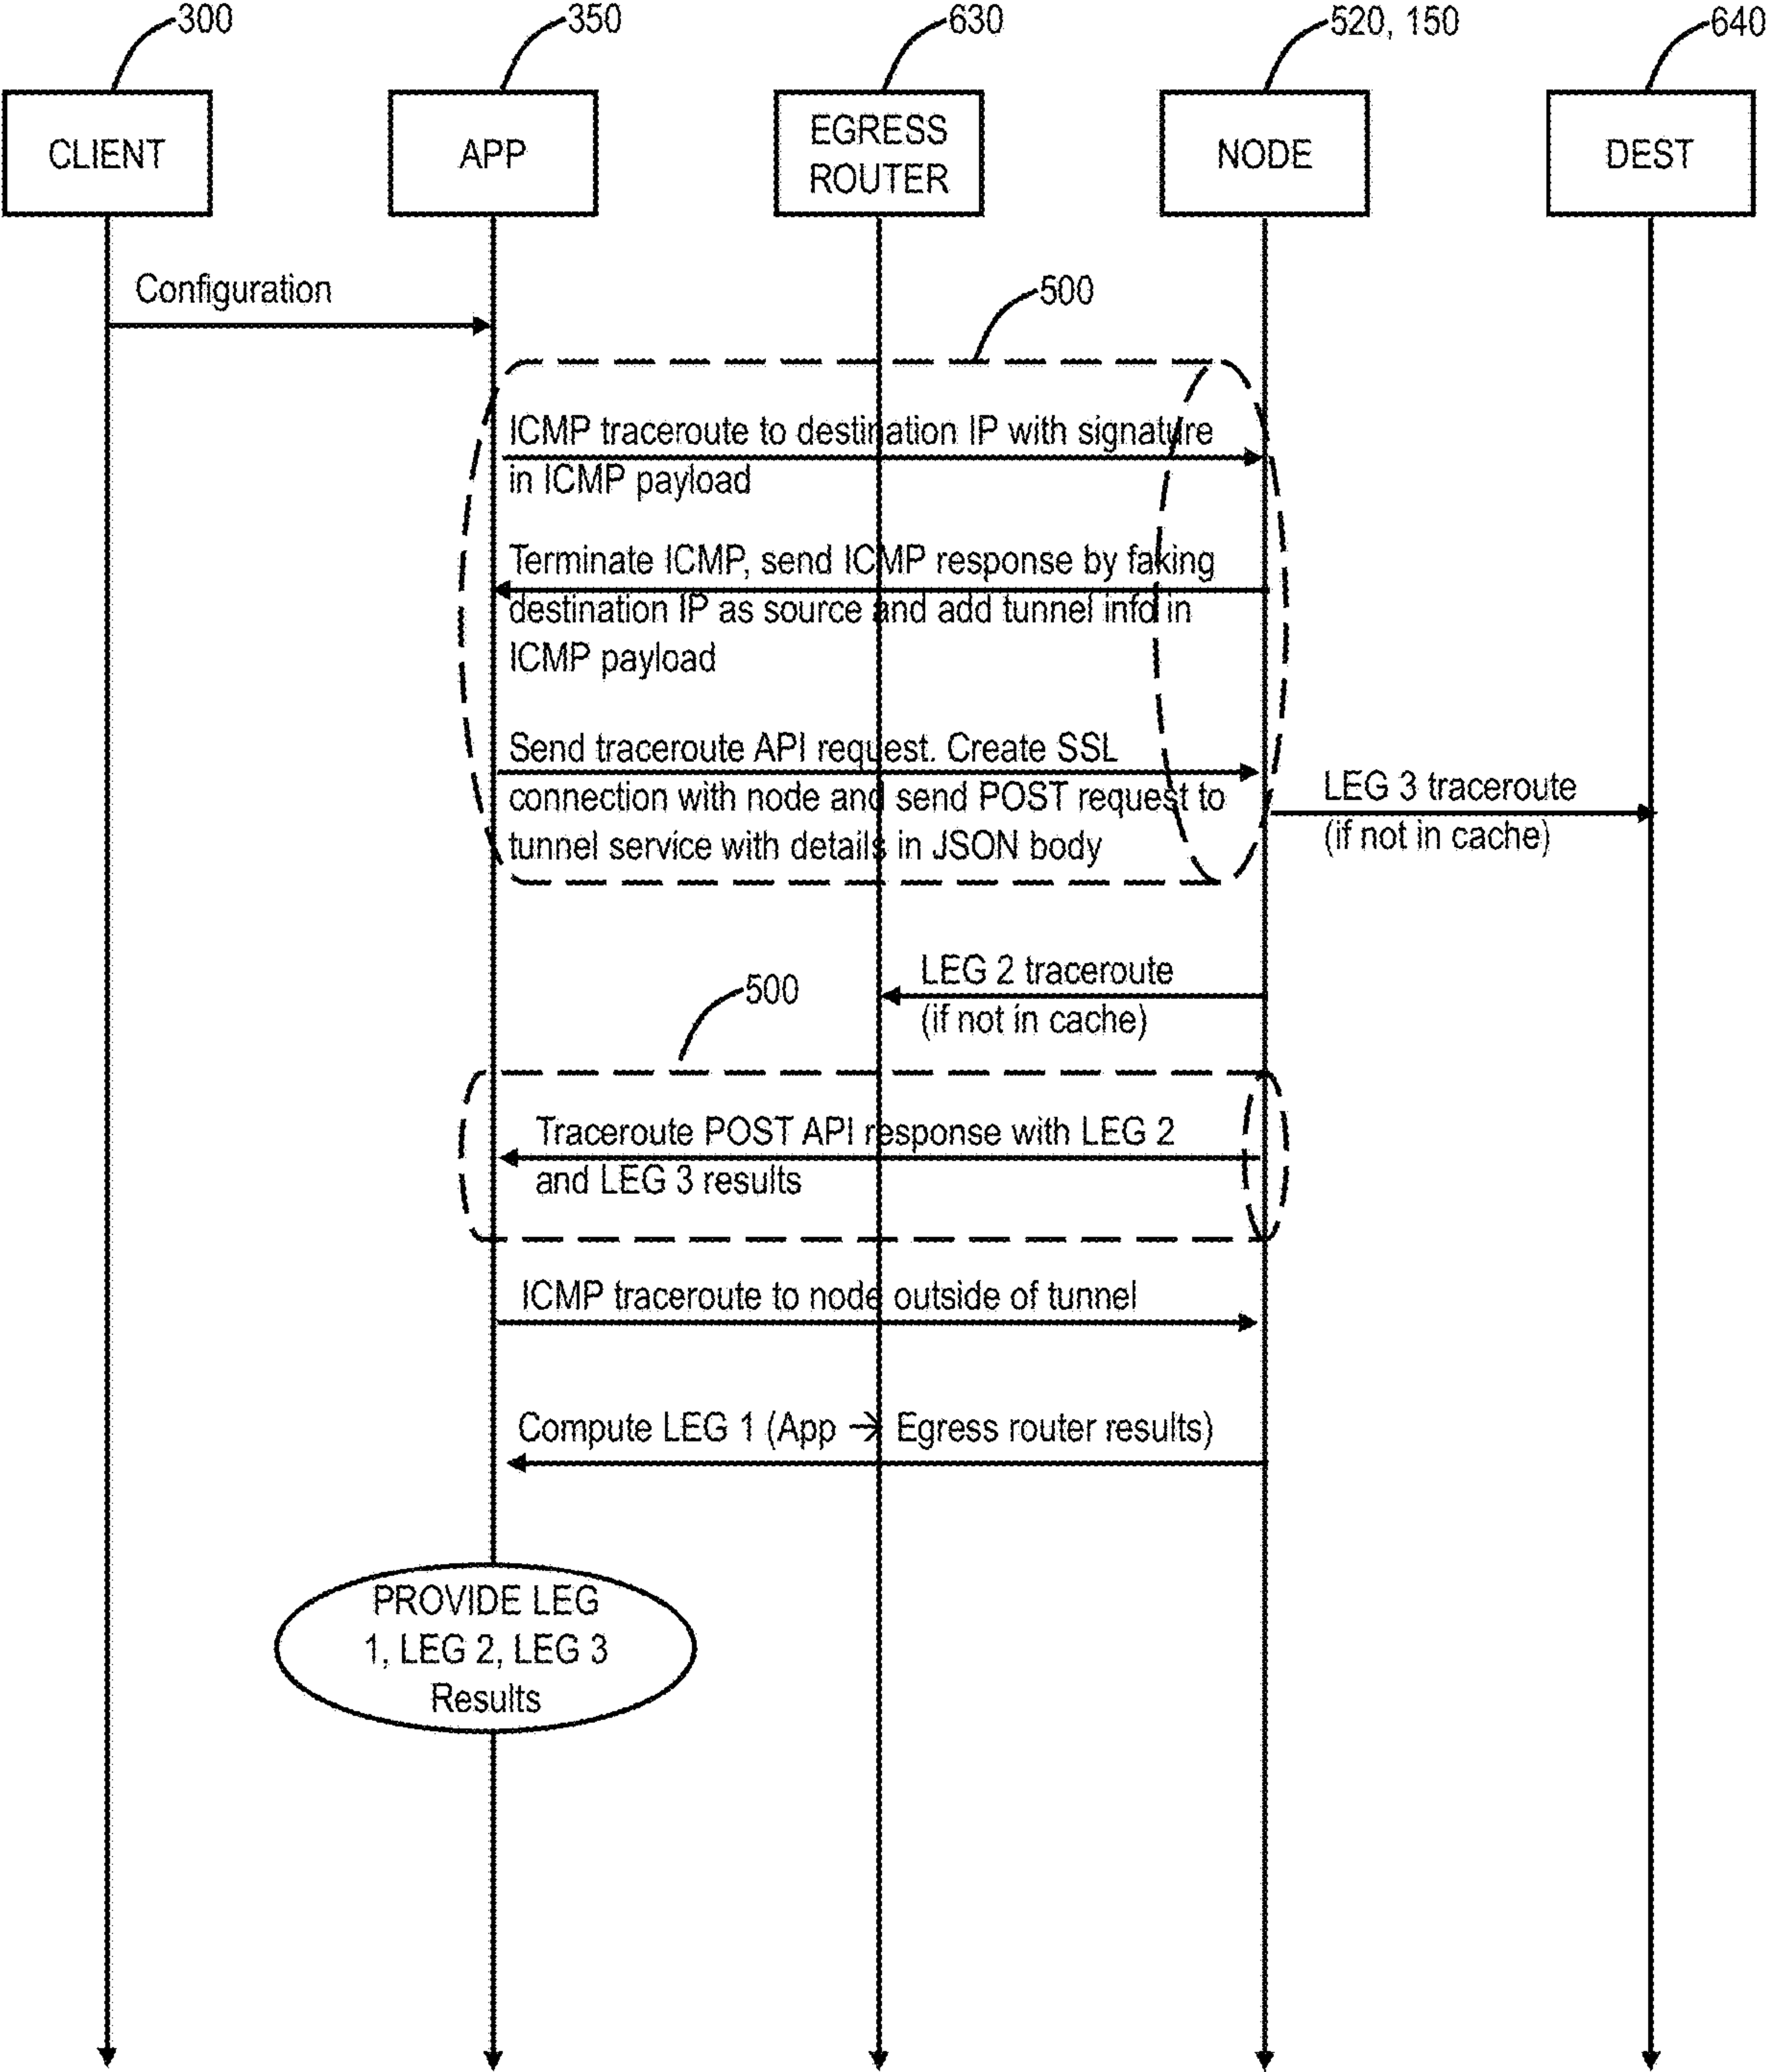 300
350
630
520, 150
640
CLIENT
APP
EGRESS
ROUTER
NODE
DEST
Configuration
500
ICMP traceroute to destination IP with signature
in ICMP payload
Terminate ICMP, send ICMP response by faking
destination IP as source and add tunnel info in
ICMP payload
Send traceroute API request. Create SSL
connection with node and send POST request to
tunnel service with details in JSON body
LEG 3 traceroute
(if not in cache)
LEG 2 traceroute
(if not in cache)
500
Traceroute POST API response with LEG 2
and LEG 3 results
ICMP traceroute to node outside of tunnel
Compute LEG 1 (App → Egress router results)
PROVIDE LEG
1, LEG 2, LEG 3
Results